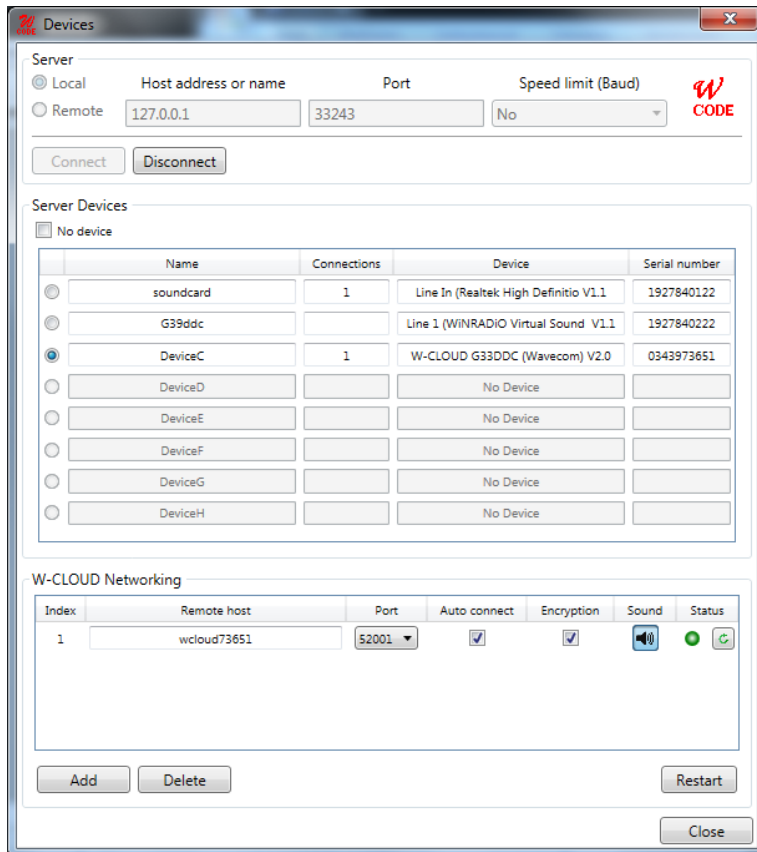 W
CODE
Devices
Server
Local
Host address or name
Port
Speed limit (Baud)
Remote
127.0.0.1
33243
No
W
CODE
Connect
Disconnect
Server Devices
No device
Name Connections Device Serial number
soundcard 1 Line In (Realtek High Definitio V1.1 1927840122
G39ddc Line 1 (WiNRADiO Virtual Sound V1.1 1927840222
DeviceC 1 W-CLOUD G33DDC (Wavecom) V2.0 0343973651
DeviceD No Device
DeviceE No Device
DeviceF No Device
DeviceG No Device
DeviceH No Device
W-CLOUD Networking
Index Remote host Port Auto connect Encryption Sound Status
1 wcloud73651 52001
Add Delete Restart
Close